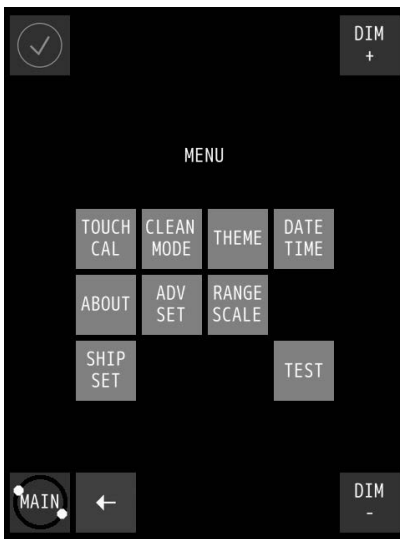 DIM
+
MENU
TOUCH
CAL
CLEAN
MODE
THEME
DATE
TIME
ABOUT
ADV
SET
RANGE
SCALE
SHIP
SET
TEST
MAIN
←
DIM
-